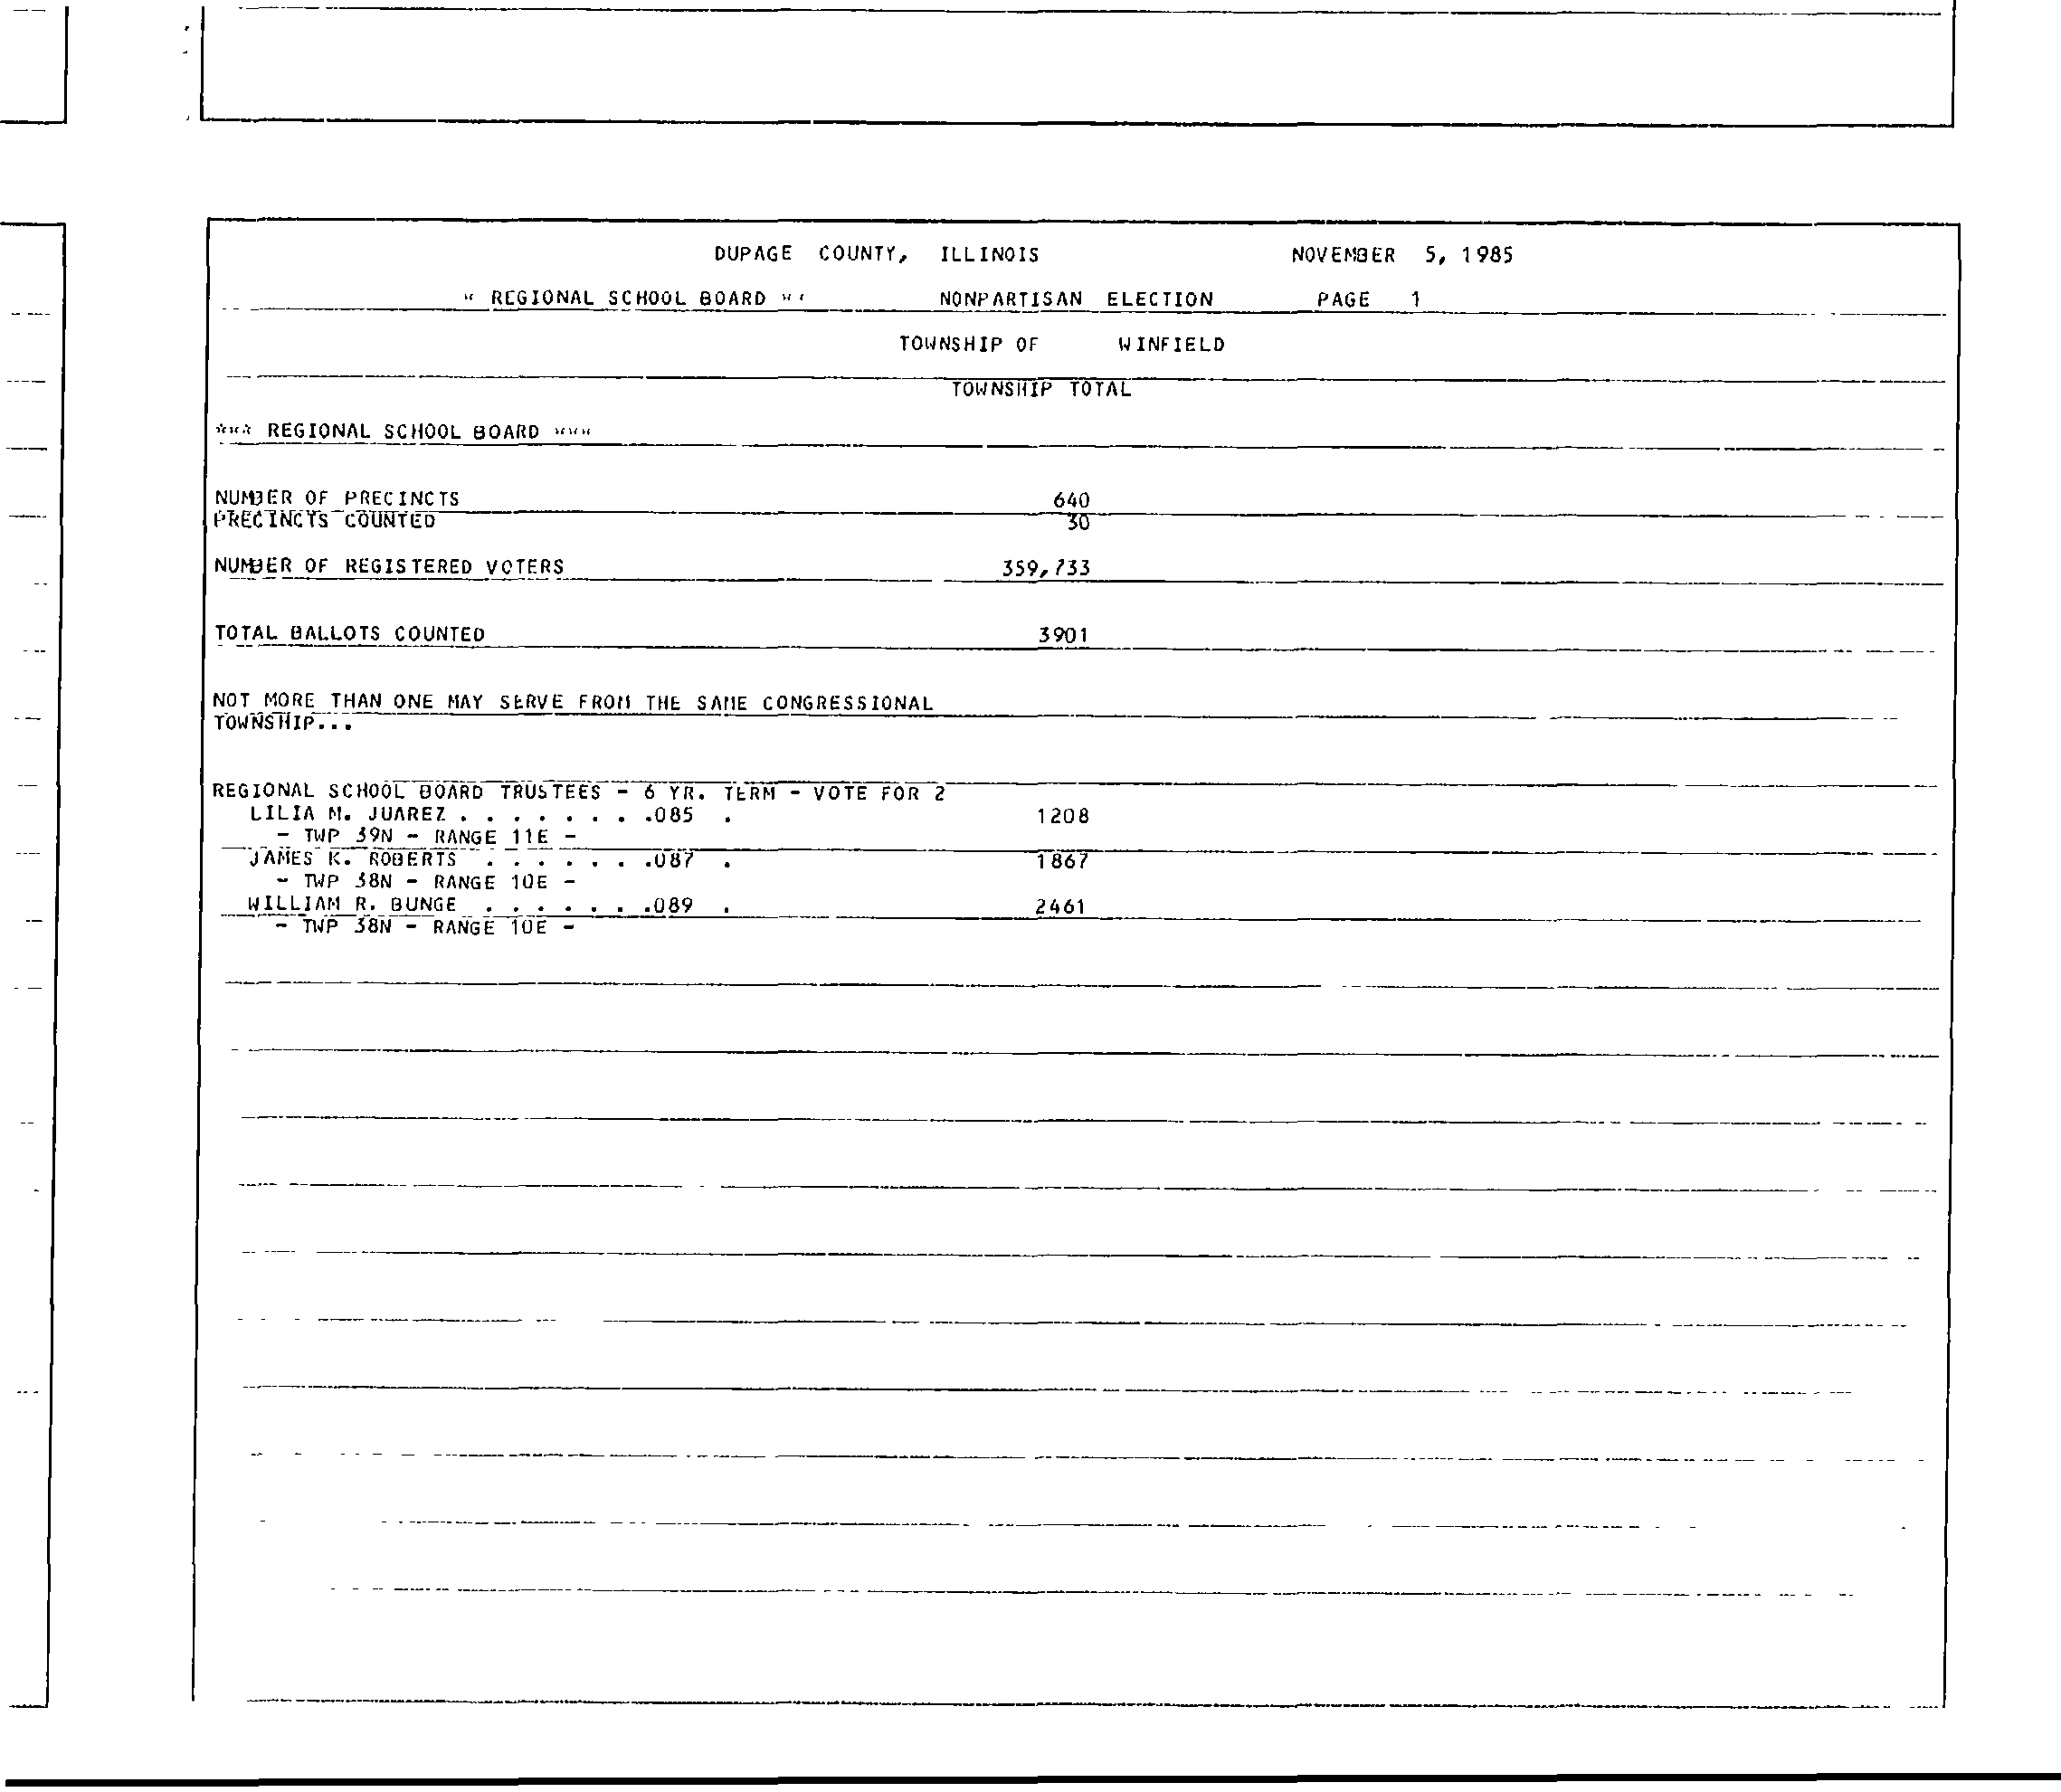 DUPAGE COUNTY, ILLINOIS NOVEMBER 5, 1985
* REGIONAL SCHOOL BOARD ** NONPARTISAN ELECTION PAGE 1
TOWNSHIP OF WINFIELD
TOWNSHIP TOTAL
*** REGIONAL SCHOOL BOARD ***
NUMBER OF PRECINCTS 640
PRECINCTS COUNTED 30
NUMBER OF REGISTERED VOTERS 359,733
TOTAL BALLOTS COUNTED 3901
NOT MORE THAN ONE MAY SERVE FROM THE SAME CONGRESSIONAL
TOWNSHIP...
REGIONAL SCHOOL BOARD TRUSTEES - 6 YR. TERM - VOTE FOR 2
LILIA M. JUAREZ . . . . . . . .085 . 1208
- TWP 39N - RANGE 11E -
JAMES K. ROBERTS . . . . . . .087 . 1867
- TWP 38N - RANGE 10E -
WILLIAM R. BUNGE . . . . . . .089 . 2461
- TWP 38N - RANGE 10E -